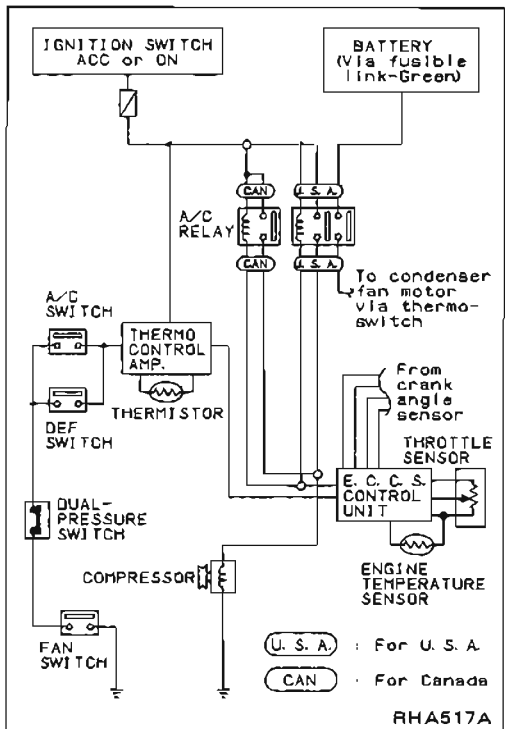 IGNITION SWITCH
ACC or ON
BATTERY
(Via fusible
link-Green)
CAN
U. S. A.
A/C
RELAY
CAN
U. S. A.
To condenser
fan motor
via thermo-
switch
A/C
SWITCH
THERMO
CONTROL
AMP.
THERMISTOR
DEF
SWITCH
From
crank
angle
sensor
THROTTLE
SENSOR
E. C. C. S.
CONTROL
UNIT
DUAL-
PRESSURE
SWITCH
COMPRESSOR
ENGINE
TEMPERATURE
SENSOR
FAN
SWITCH
U. S. A. : For U. S. A.
CAN : For Canada
RHA517A